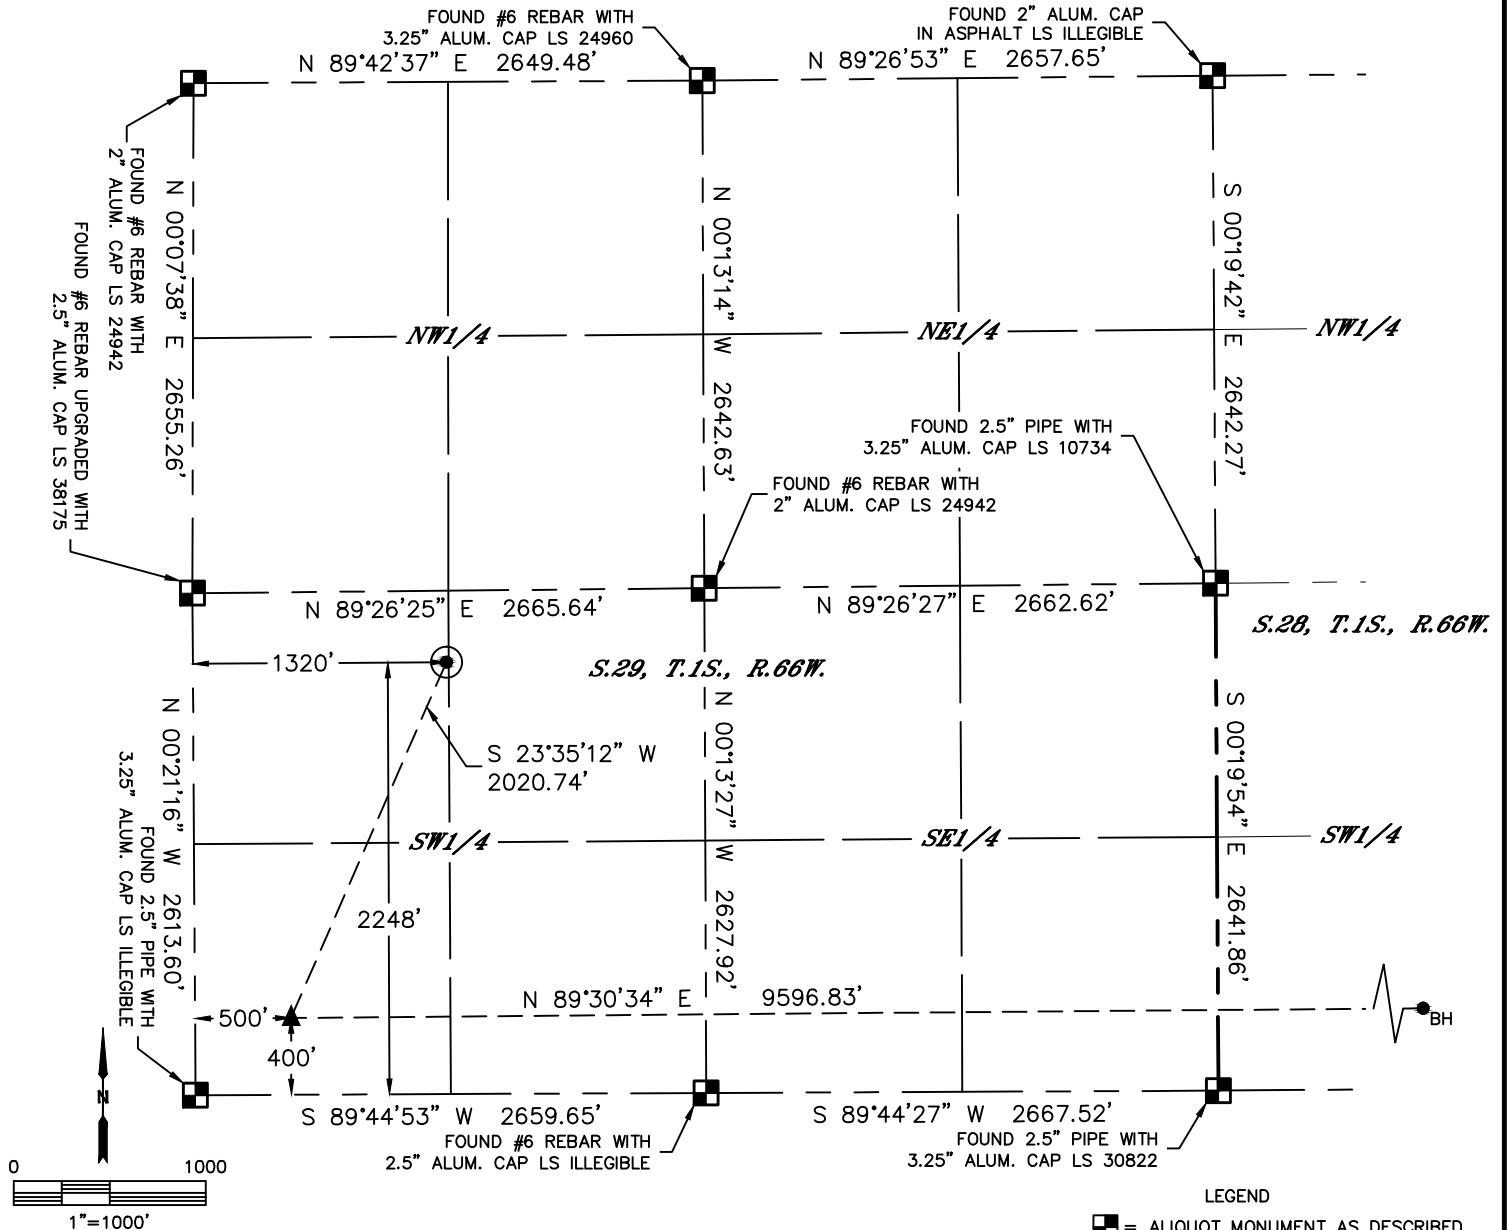 FOUND #6 REBAR WITH
3.25" ALUM. CAP LS 24960
FOUND 2" ALUM. CAP
IN ASPHALT LS ILLEGIBLE
N 89°42'37" E 2649.48'
N 89°26'53" E 2657.65'
FOUND #6 REBAR WITH
2" ALUM. CAP LS 24942
N 00°07'38" E 2655.26'
N 00°13'14" W 2642.63'
S 00°19'42" E 2642.27'
FOUND #6 REBAR UPGRADED WITH
2.5" ALUM. CAP LS 38175
NW1/4
NE1/4
NW1/4
FOUND 2.5" PIPE WITH
3.25" ALUM. CAP LS 10734
FOUND #6 REBAR WITH
2" ALUM. CAP LS 24942
N 89°26'25" E 2665.64'
N 89°26'27" E 2662.62'
S.28, T.1S., R.66W.
1320'
S.29, T.1S., R.66W.
N 00°21'16" W 2613.60'
N 00°13'27" W 2627.92'
S 00°19'54" E 2641.86'
S 23°35'12" W
2020.74'
FOUND 2.5" PIPE WITH
3.25" ALUM. CAP LS ILLEGIBLE
SW1/4
SE1/4
SW1/4
2248'
N 89°30'34" E 9596.83'
500'
BH
400'
N
S 89°44'53" W 2659.65'
S 89°44'27" W 2667.52'
FOUND #6 REBAR WITH
2.5" ALUM. CAP LS ILLEGIBLE
FOUND 2.5" PIPE WITH
3.25" ALUM. CAP LS 30822
0 1000
1"=1000'
LEGEND
= ALIQUOT MONUMENT AS DESCRIBED